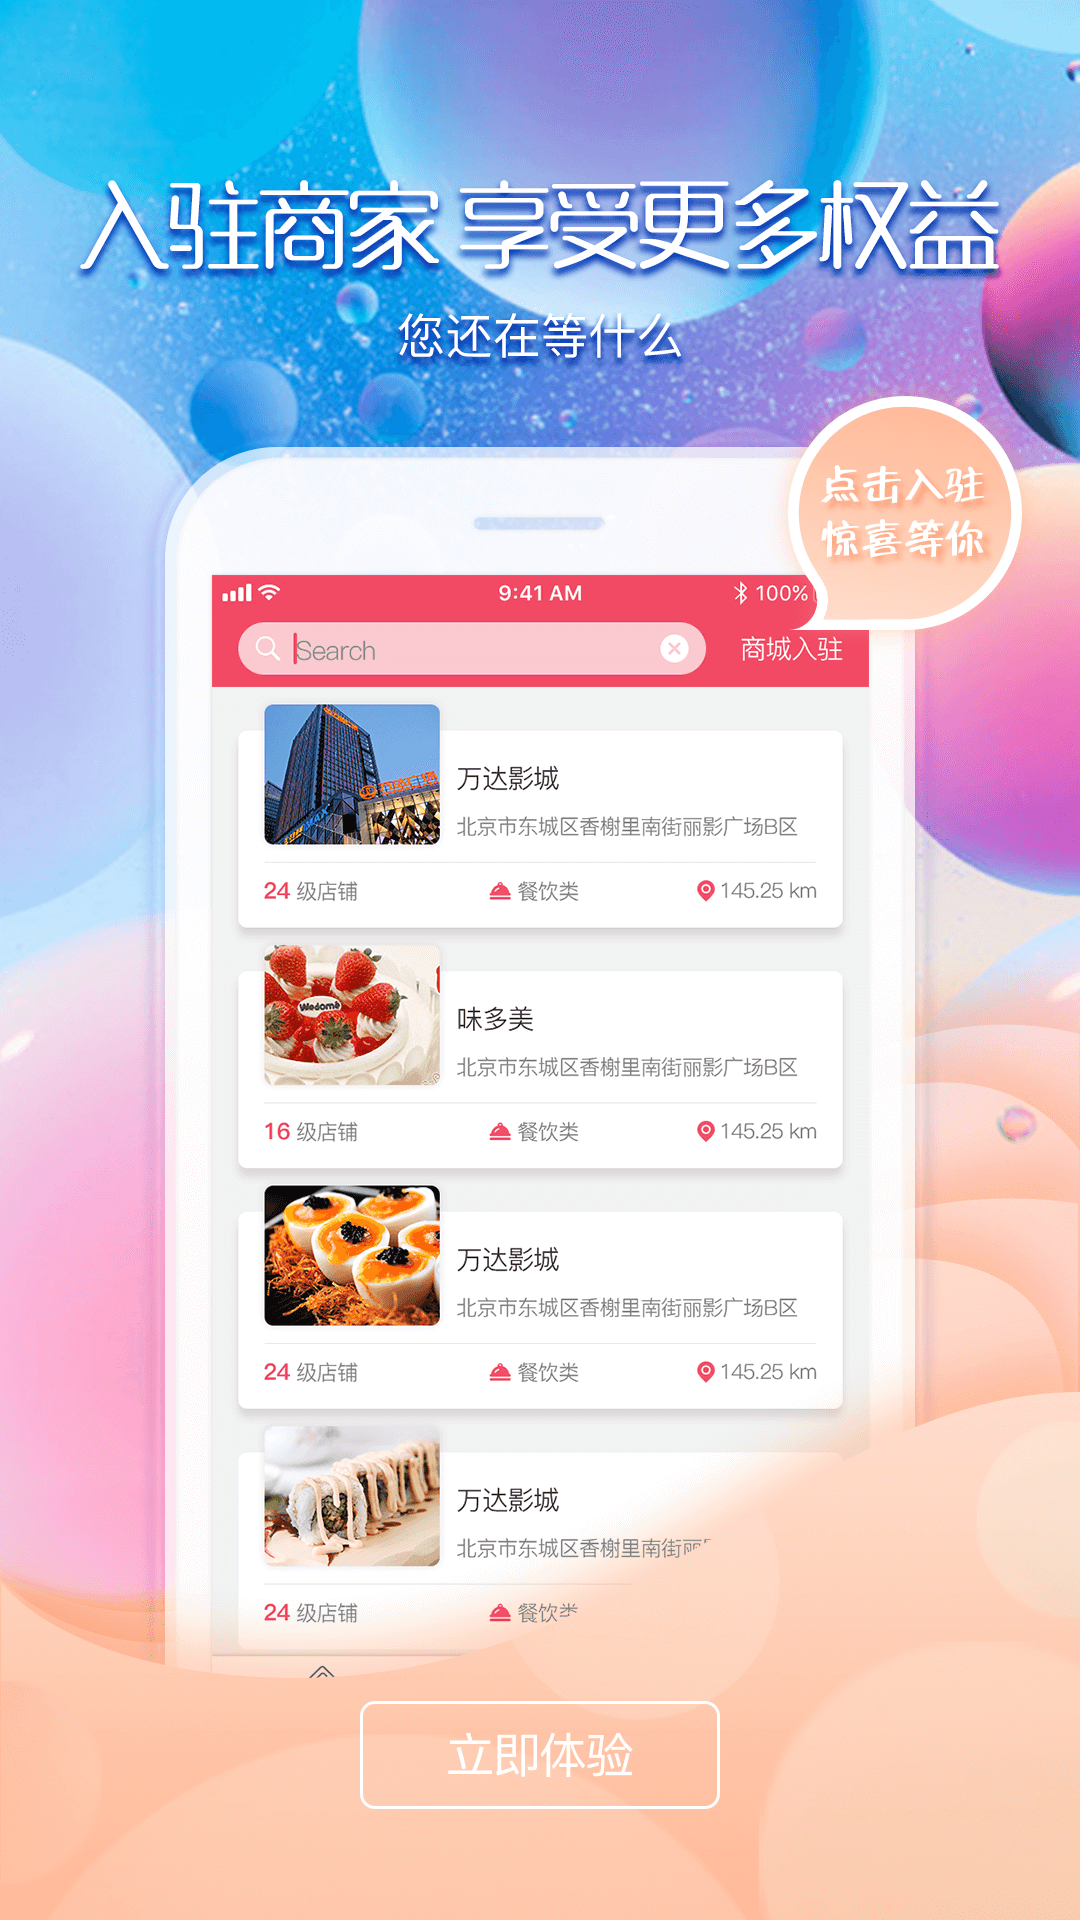 入驻商家 享受更多权益
您还在等什么
点击入驻
惊喜等你
9:41 AM
100%
Search
商城入驻
万达影城
北京市东城区香榭里南街丽影广场B区
24 级店铺 餐饮类 145.25 km
Wedome
味多美
北京市东城区香榭里南街丽影广场B区
16 级店铺 餐饮类 145.25 km
万达影城
北京市东城区香榭里南街丽影广场B区
24 级店铺 餐饮类 145.25 km
万达影城
北京市东城区香榭里南街
24 级店铺 餐饮类
立即体验